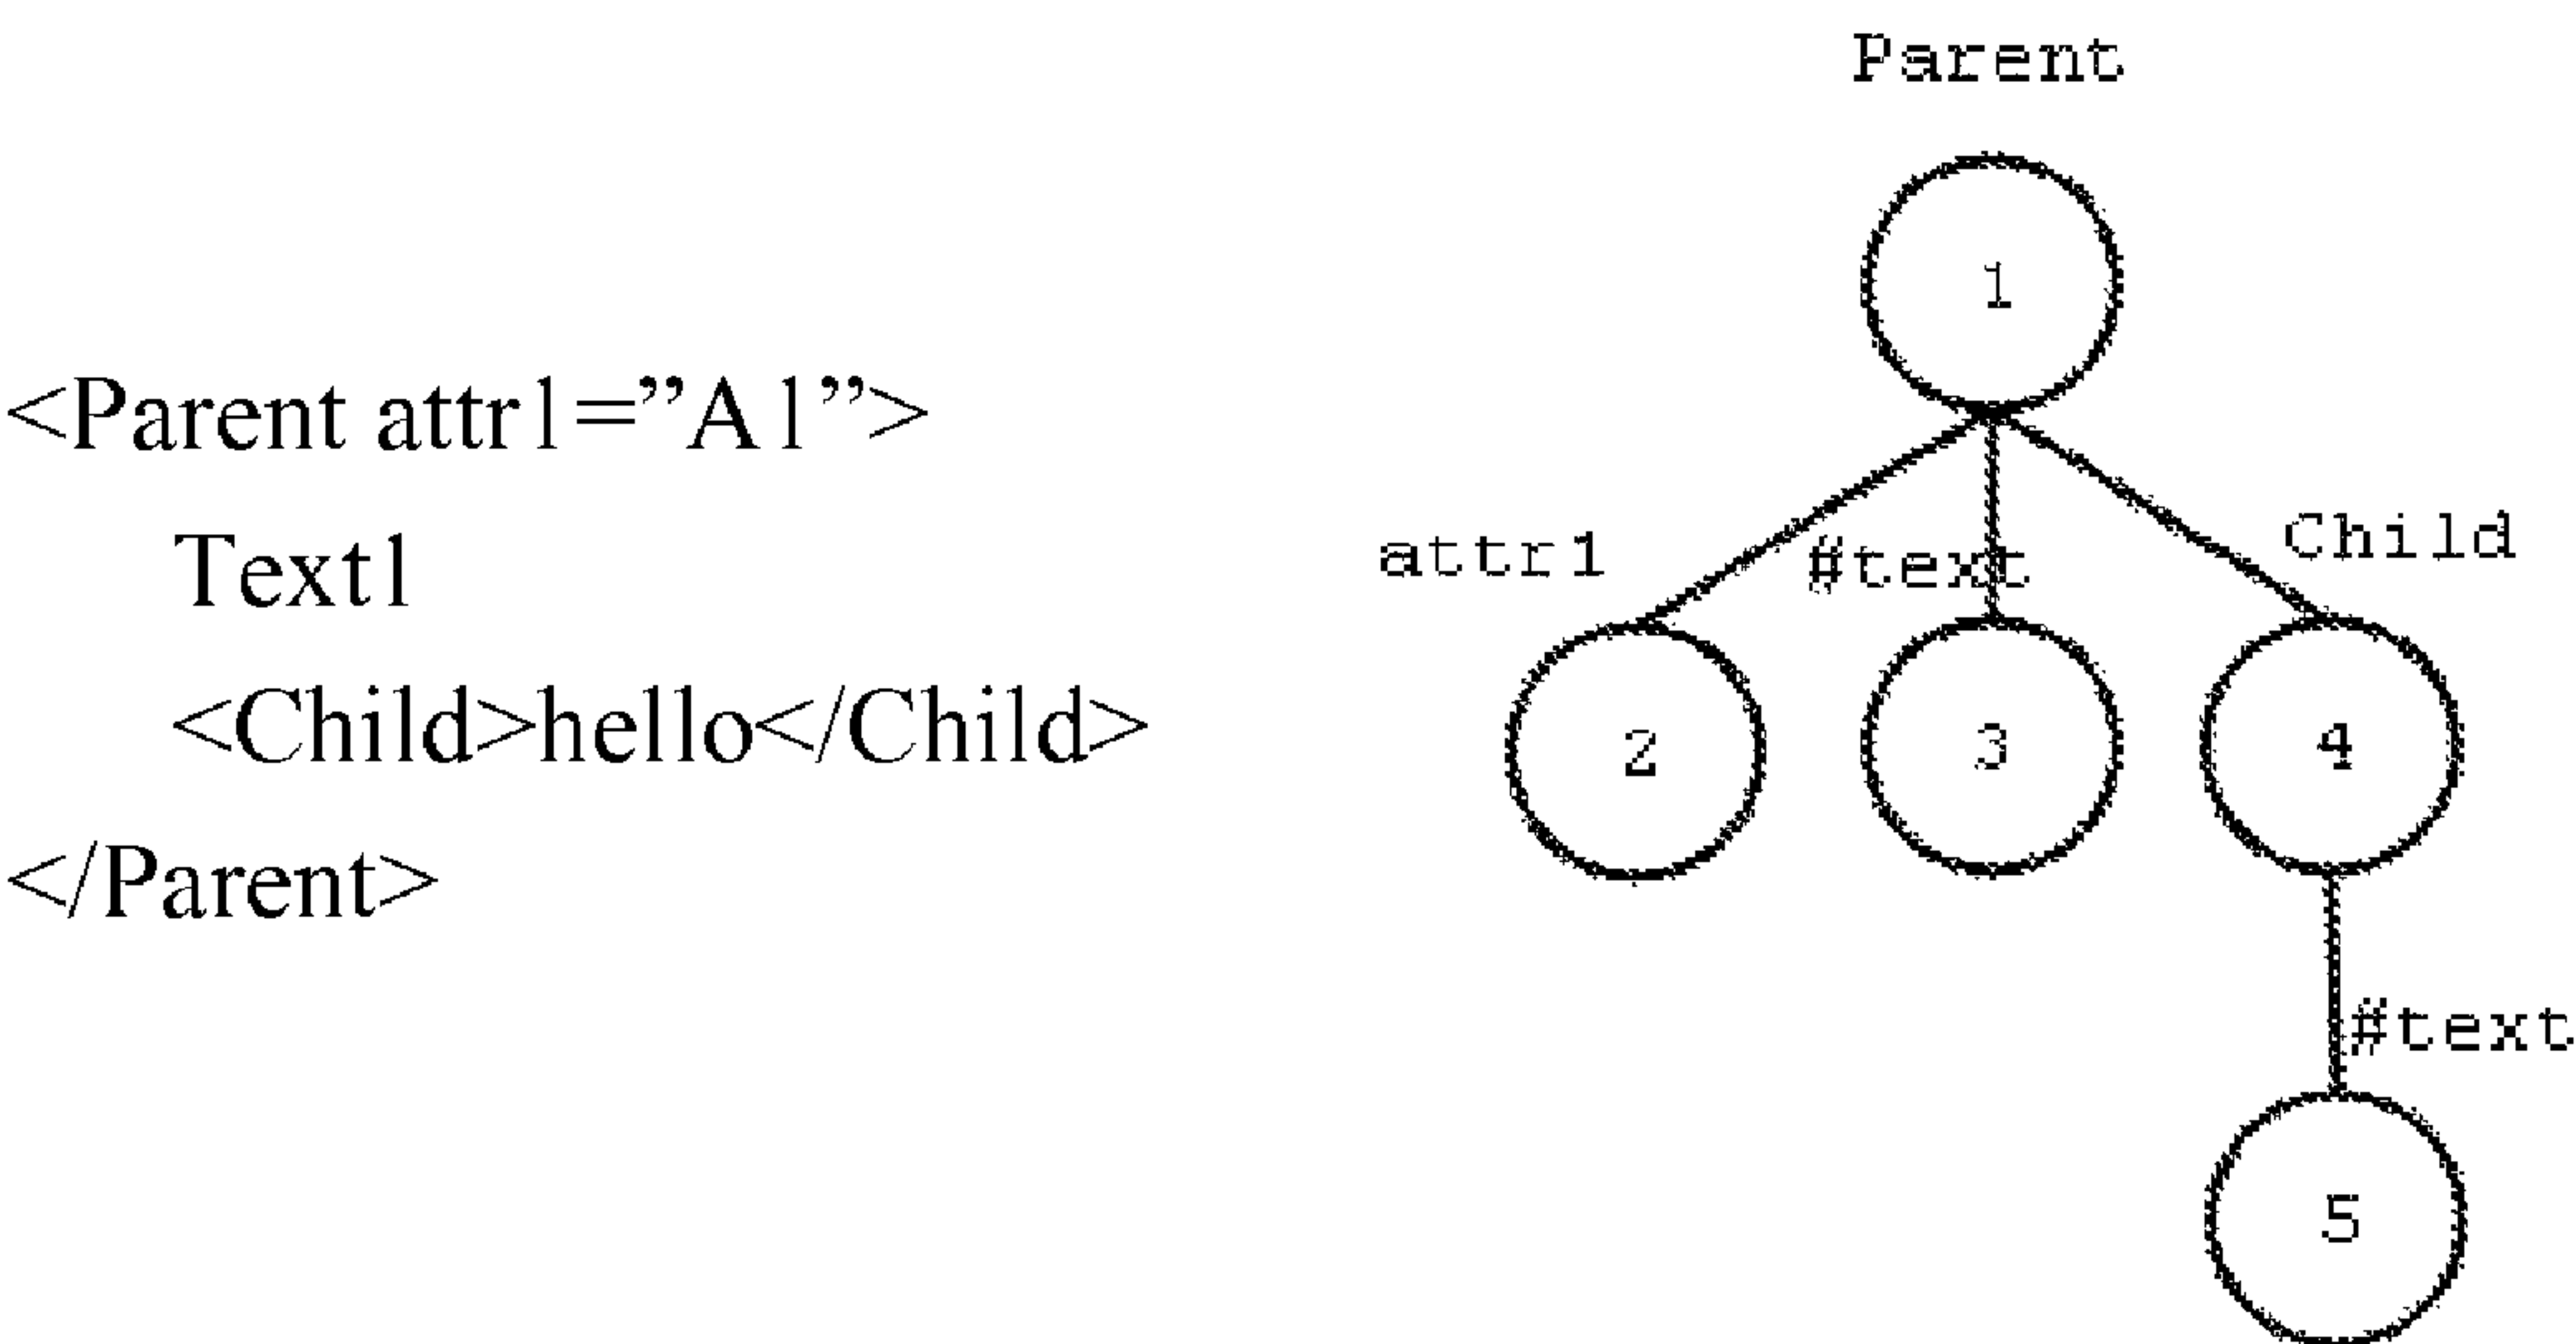 <Parent attr1=”A1”>
Text1
<Child>hello</Child>
</Parent>
Parent
1
attr1
#text
Child
2
3
4
#text
5